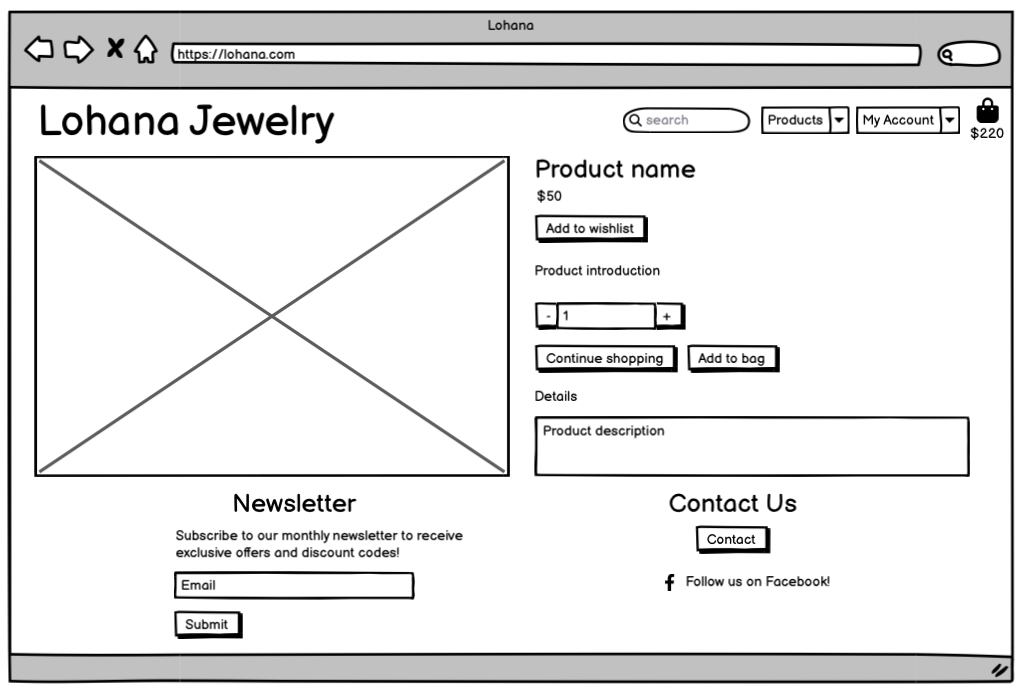 Lohana
https://lohana.com
Lohana Jewelry
search
Products
My Account
$220
Product name
$50
Add to wishlist
Product introduction
- 1 +
Continue shopping
Add to bag
Details
Product description
Newsletter
Subscribe to our monthly newsletter to receive
exclusive offers and discount codes!
Email
Submit
Contact Us
Contact
Follow us on Facebook!